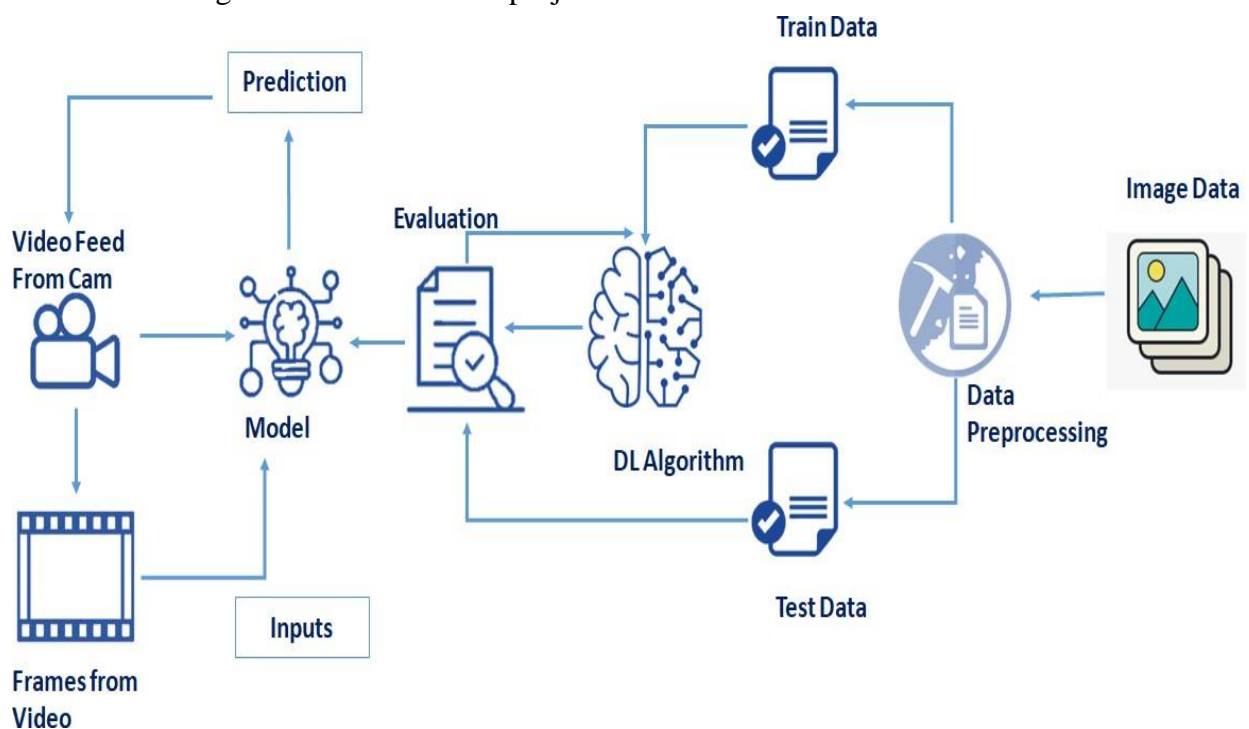 Train Data
Prediction
Image Data
Evaluation
Video Feed
From Cam
Model
Data
Preprocessing
DL Algorithm
Test Data
Inputs
Frames from
Video